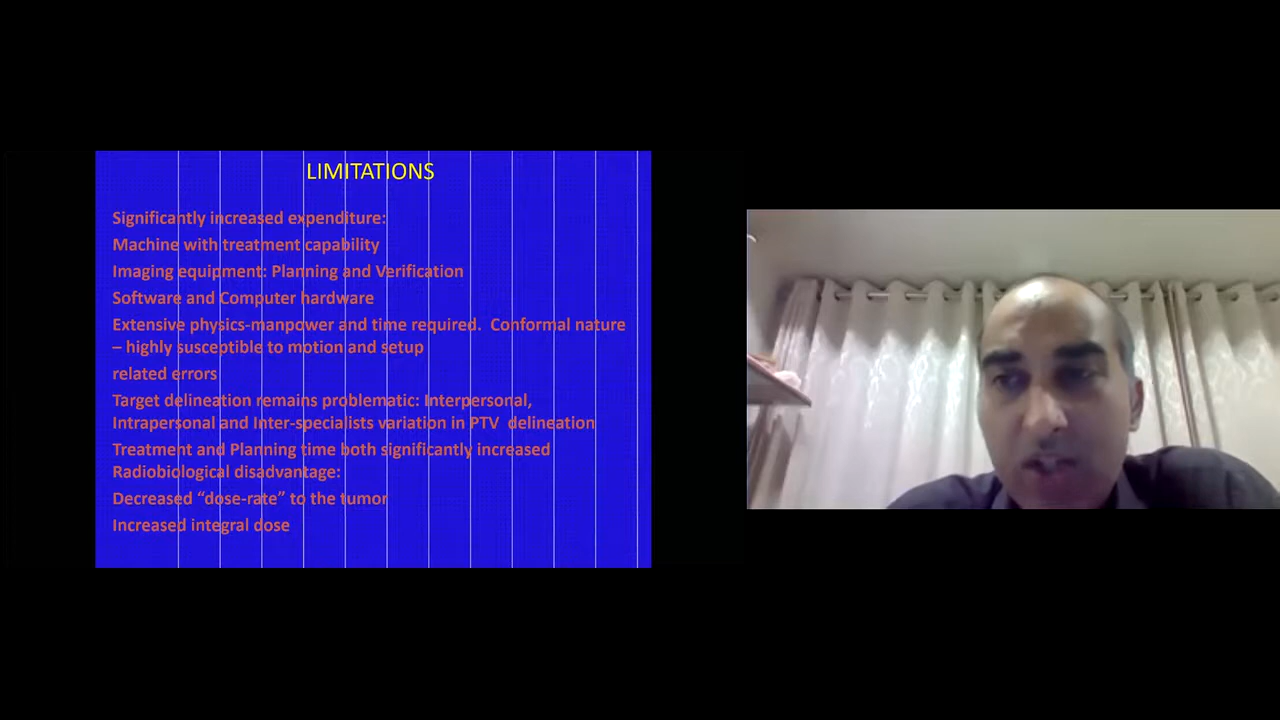 LIMITATIONS
Significantly increased expenditure:
Machine with treatment capability
Imaging equipment: Planning and Verification
Software and Computer hardware
Extensive physics-manpower and time required. Conformal nature
– highly susceptible to motion and setup
related errors
Target delineation remains problematic: Interpersonal,
Intrapersonal and Inter-specialists variation in PTV delineation
Treatment and Planning time both significantly increased
Radiobiological disadvantage:
Decreased “dose-rate” to the tumor
Increased integral dose